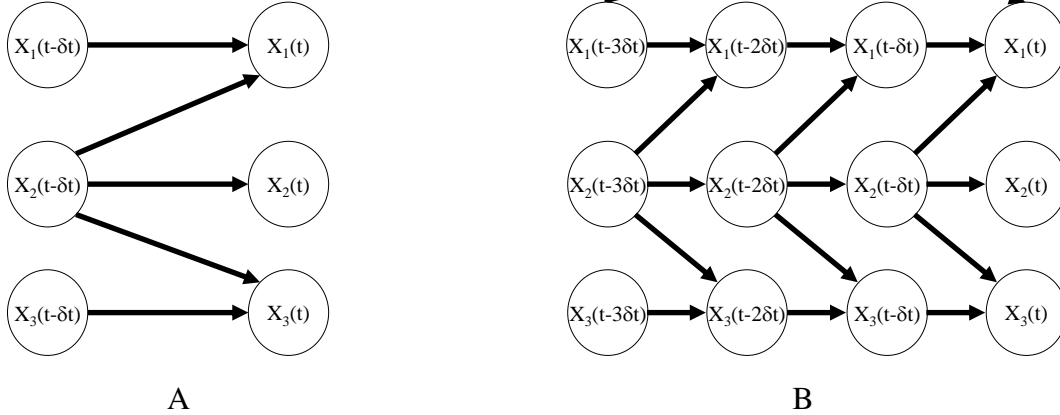 X₁(t-δt) X₁(t) X₁(t-3δt) X₁(t-2δt) X₁(t-δt) X₁(t)
X₂(t-δt) X₂(t) X₂(t-3δt) X₂(t-2δt) X₂(t-δt) X₂(t)
X₃(t-δt) X₃(t) X₃(t-3δt) X₃(t-2δt) X₃(t-δt) X₃(t)
A B